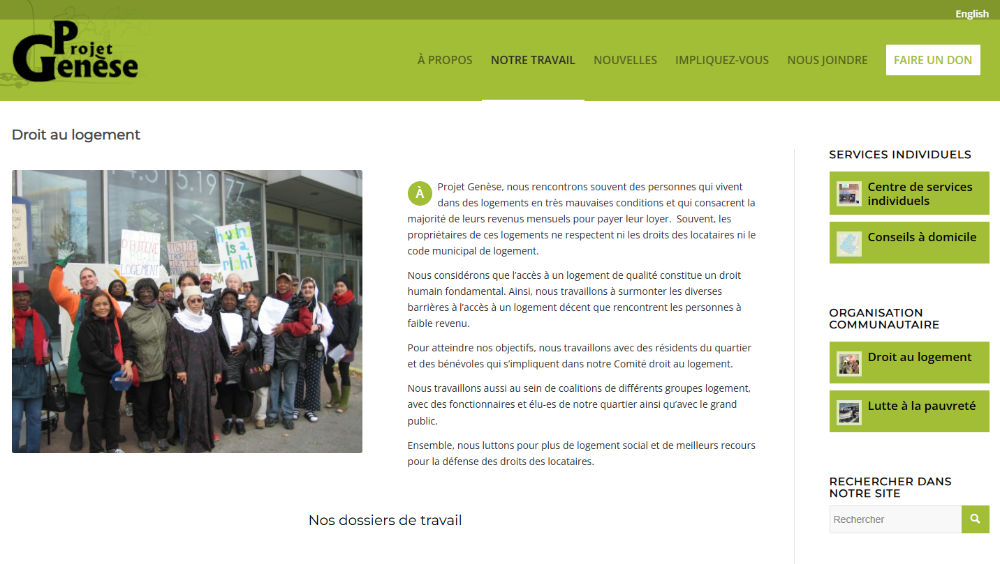 English
Projet
Genèse
À PROPOS
NOTRE TRAVAIL
NOUVELLES
IMPLIQUEZ-VOUS
NOUS JOINDRE
FAIRE UN DON
Droit au logement
JUSTICE
JUSTICE
LOGEMENT
housing
is a
right
À Projet Genèse, nous rencontrons souvent des personnes qui vivent
dans des logements en très mauvaises conditions et qui consacrent la
majorité de leurs revenus mensuels pour payer leur loyer.  Souvent, les
propriétaires de ces logements ne respectent ni les droits des locataires ni le
code municipal de logement.
Nous considérons que l’accès à un logement de qualité constitue un droit
humain fondamental. Ainsi, nous travaillons à surmonter les diverses
barrières à l’accès à un logement décent que rencontrent les personnes à
faible revenu.
Pour atteindre nos objectifs, nous travaillons avec des résidents du quartier
et des bénévoles qui s’impliquent dans notre Comité droit au logement.
Nous travaillons aussi au sein de coalitions de différents groupes logement,
avec des fonctionnaires et élu-es de notre quartier ainsi qu’avec le grand
public.
Ensemble, nous luttons pour plus de logement social et de meilleurs recours
pour la défense des droits des locataires.
Nos dossiers de travail
SERVICES INDIVIDUELS
Centre de services
individuels
Conseils à domicile
ORGANISATION
COMMUNAUTAIRE
Droit au logement
Lutte à la pauvreté
RECHERCHER DANS
NOTRE SITE
Rechercher